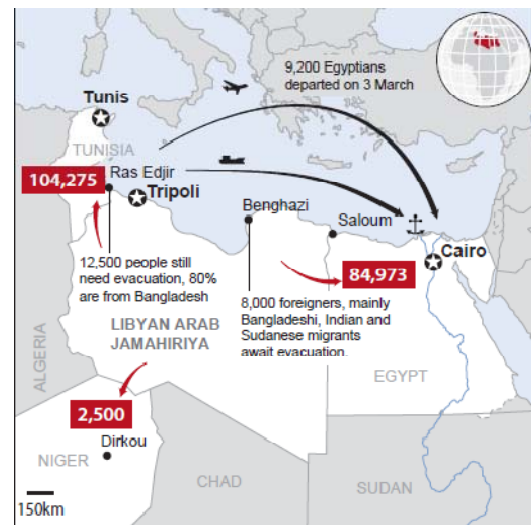 9,200 Egyptians
departed on 3 March
Tunis
TUNISIA
104,275
Ras Edjir
Tripoli
Benghazi
Saloum
Cairo
12,500 people still
need evacuation, 80%
are from Bangladesh
84,973
8,000 foreigners, mainly
Bangladeshi, Indian and
Sudanese migrants
await evacuation.
LIBYAN ARAB
JAMAHIRIYA
ALGERIA
EGYPT
2,500
Dirkou
NIGER
CHAD
SUDAN
150km